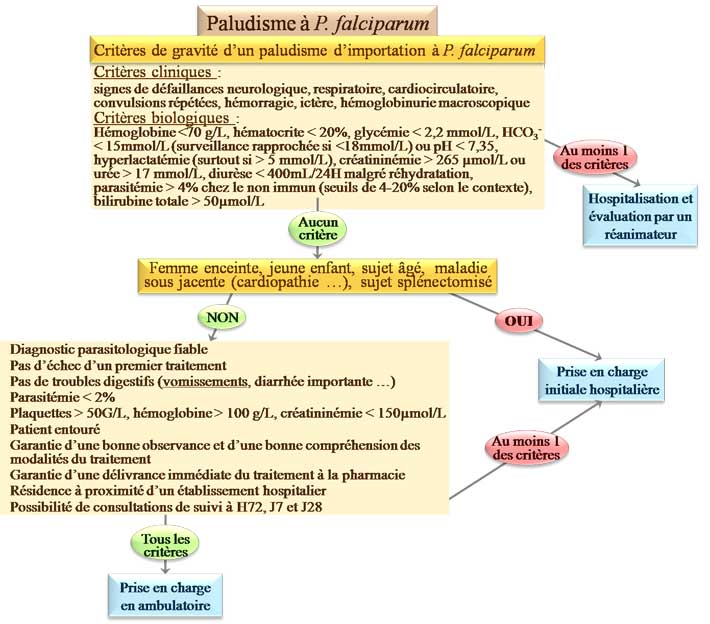 Paludisme à P. falciparum
Critères de gravité d'un paludisme d'importation à P. falciparum
Critères cliniques :
signes de défaillances neurologique, respiratoire, cardiocirculatoire,
convulsions répétées, hémorragie, ictère, hémoglobinurie macroscopique
Critères biologiques :
Hémoglobine <70 g/L, hématocrite < 20%, glycémie < 2,2 mmol/L, HCO3-
< 15mmol/L (surveillance rapprochée si <18mmol/L) ou pH < 7,35,
hyperlactatémie (surtout si > 5 mmol/L), créatininémie > 265 µmol/L ou
urée > 17 mmol/L, diurèse < 400mL/24H malgré réhydratation,
parasitémie > 4% chez le non immun (seuils de 4-20% selon le contexte),
bilirubine totale > 50µmol/L
Au moins 1
des critères
Hospitalisation et
évaluation par un
réanimateur
Aucun
critère
Femme enceinte, jeune enfant, sujet âgé, maladie
sous jacente (cardiopathie …), sujet splénectomisé
NON
OUI
Diagnostic parasitologique fiable
Pas d'échec d'un premier traitement
Pas de troubles digestifs (vomissements, diarrhée importante …)
Parasitémie < 2%
Plaquettes > 50G/L, hémoglobine > 100 g/L, créatininémie < 150µmol/L
Patient entouré
Garantie d'une bonne observance et d'une bonne compréhension des
modalités du traitement
Garantie d'une délivrance immédiate du traitement à la pharmacie
Résidence à proximité d'un établissement hospitalier
Possibilité de consultations de suivi à H72, J7 et J28
Prise en charge
initiale hospitalière
Au moins 1
des critères
Tous les
critères
Prise en charge
en ambulatoire